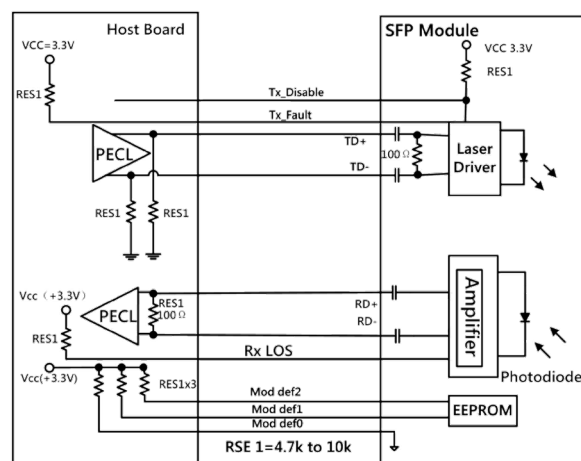 Host Board
SFP Module
VCC=3.3V
VCC 3.3V
RES1
RES1
Tx_Disable
Tx_Fault
PECL
TD+
100Ω
TD-
Laser
Driver
RES1
RES1
Vcc（+3.3V）
PECL
RES1
100Ω
RD+
RD-
Amplifier
RES1
Rx LOS
Vcc(+3.3V)
RES1x3
Photodiode
Mod def2
Mod def1
Mod def0
EEPROM
RSE 1=4.7k to 10k